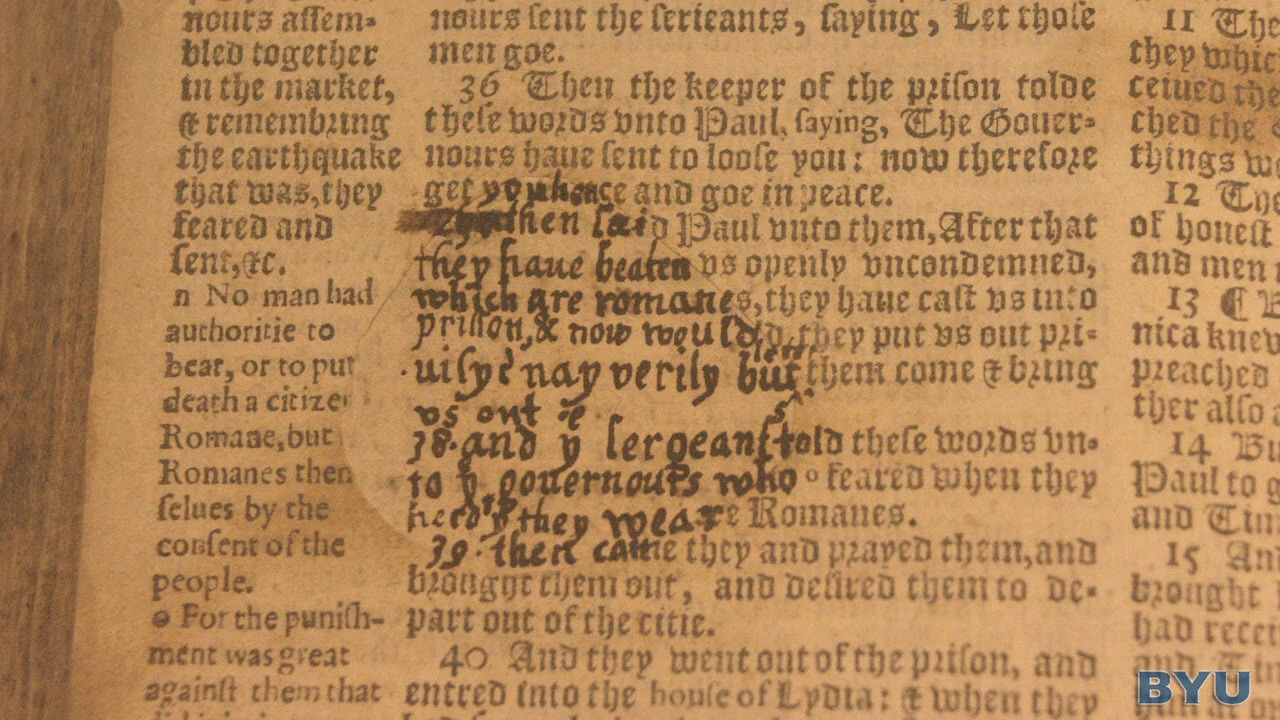 nours assem-
bled together
in the market,
& remembring
the earthquake
that was, they
feared and
sent, &c.
n No man had
authoritie to
beat, or to put
death a citize
Romane, but
Romanes then
selues by the
consent of the
people.
o For the punish-
ment was great
against them that
nours sent the serieants, saying, Let those
men goe.
36 Then the keeper of the prison tolde
these words vnto Paul, saying, The Gouer-
nours haue sent to loose you: now therefore
get you hence and goe in peace.
then said Paul vnto them, After that
they haue beaten vs openly vncondemned,
which are romanes, they haue cast vs into
prison, & now would they put vs out pri-
uily? nay verily but let them come & bring
vs out
38. and yᵉ sergeants told these words vn-
to yᵉ gouernours who feared when they
herd yᵗ they weare Romanes.
39. then came they and prayed them, and
brought them out, and desired them to de-
part out of the citie.
40 And they went out of the prison, and
entred into the house of Lydia: & when they
11 The
they whic
ceiued the
ched the
things w
12 The
of honest
and men
13 ¶
nica knew
preached
ther also a
14 Bu
Paul to g
and Tim
15 An
brought
had recei
BYU